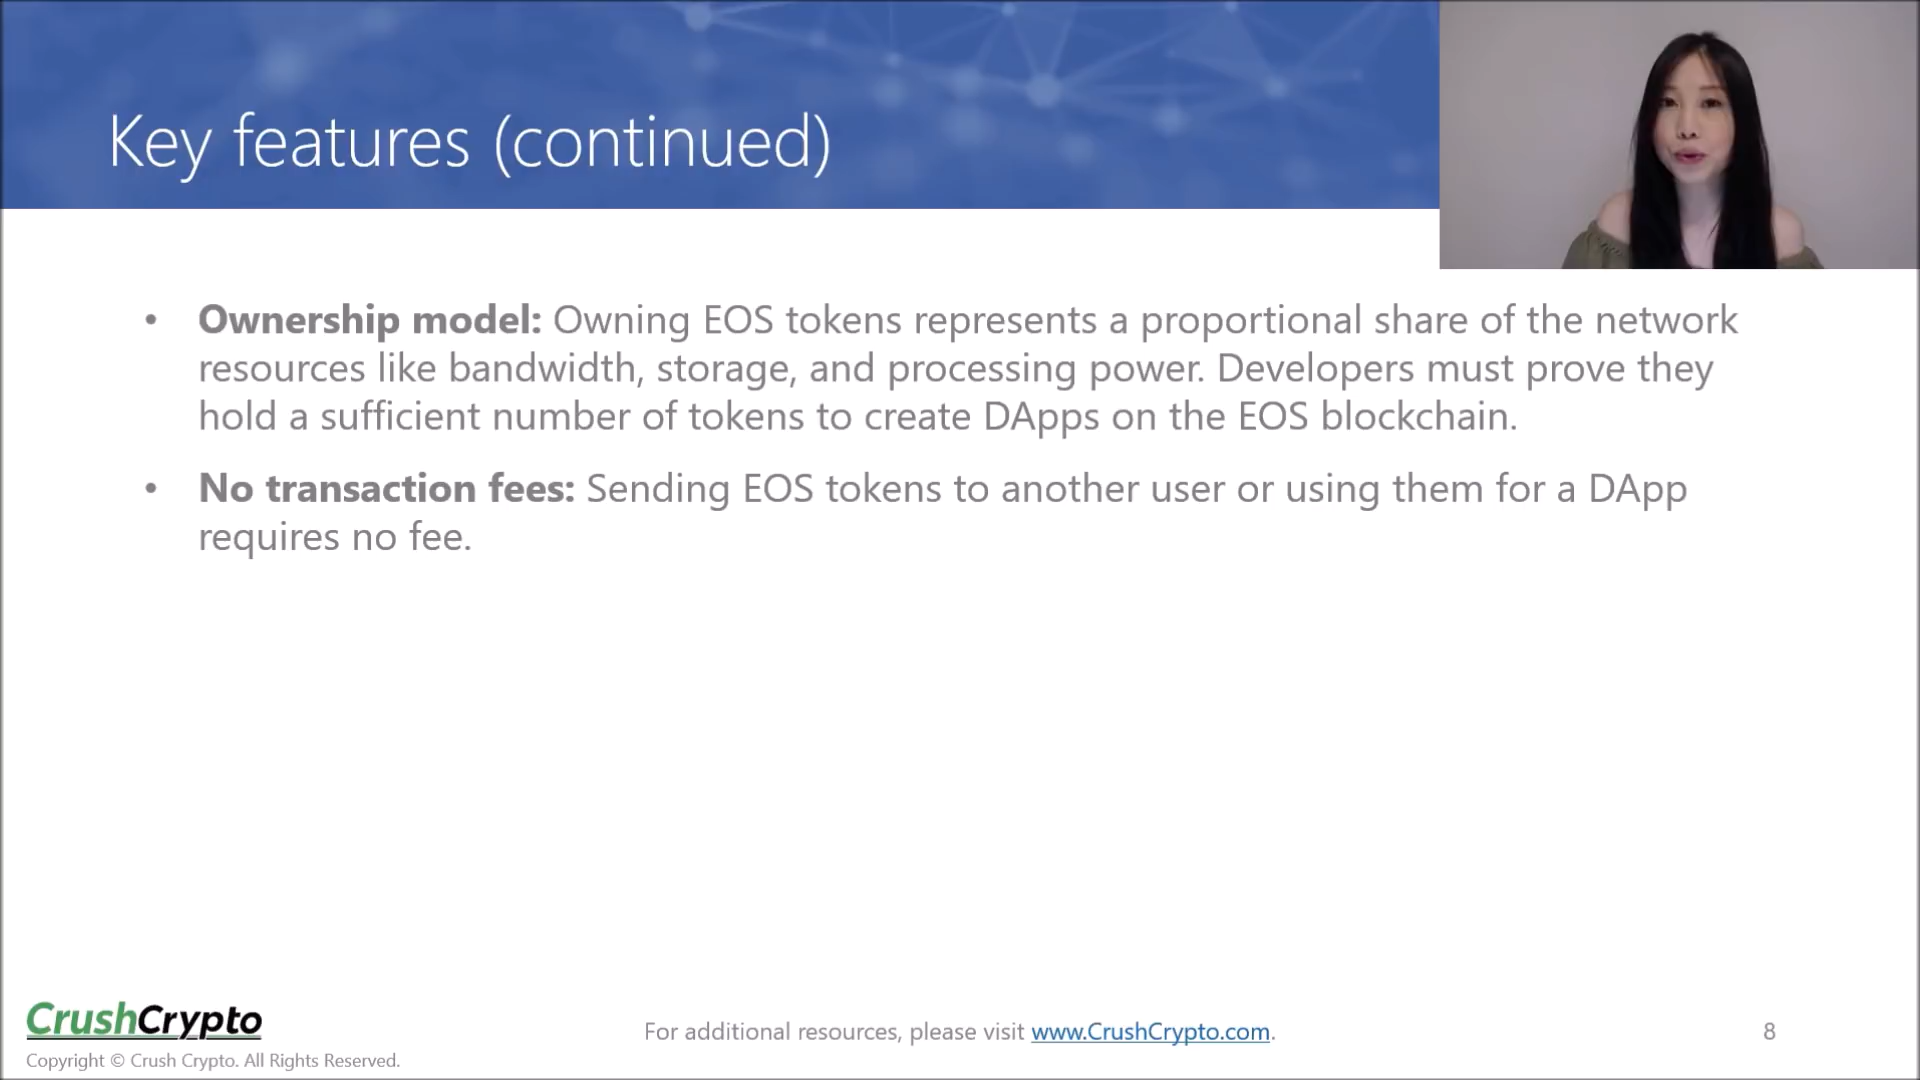 Key features (continued)
• Ownership model: Owning EOS tokens represents a proportional share of the network
resources like bandwidth, storage, and processing power. Developers must prove they
hold a sufficient number of tokens to create DApps on the EOS blockchain.
• No transaction fees: Sending EOS tokens to another user or using them for a DApp
requires no fee.
CrushCrypto
Copyright © Crush Crypto. All Rights Reserved.
For additional resources, please visit www.CrushCrypto.com.
8